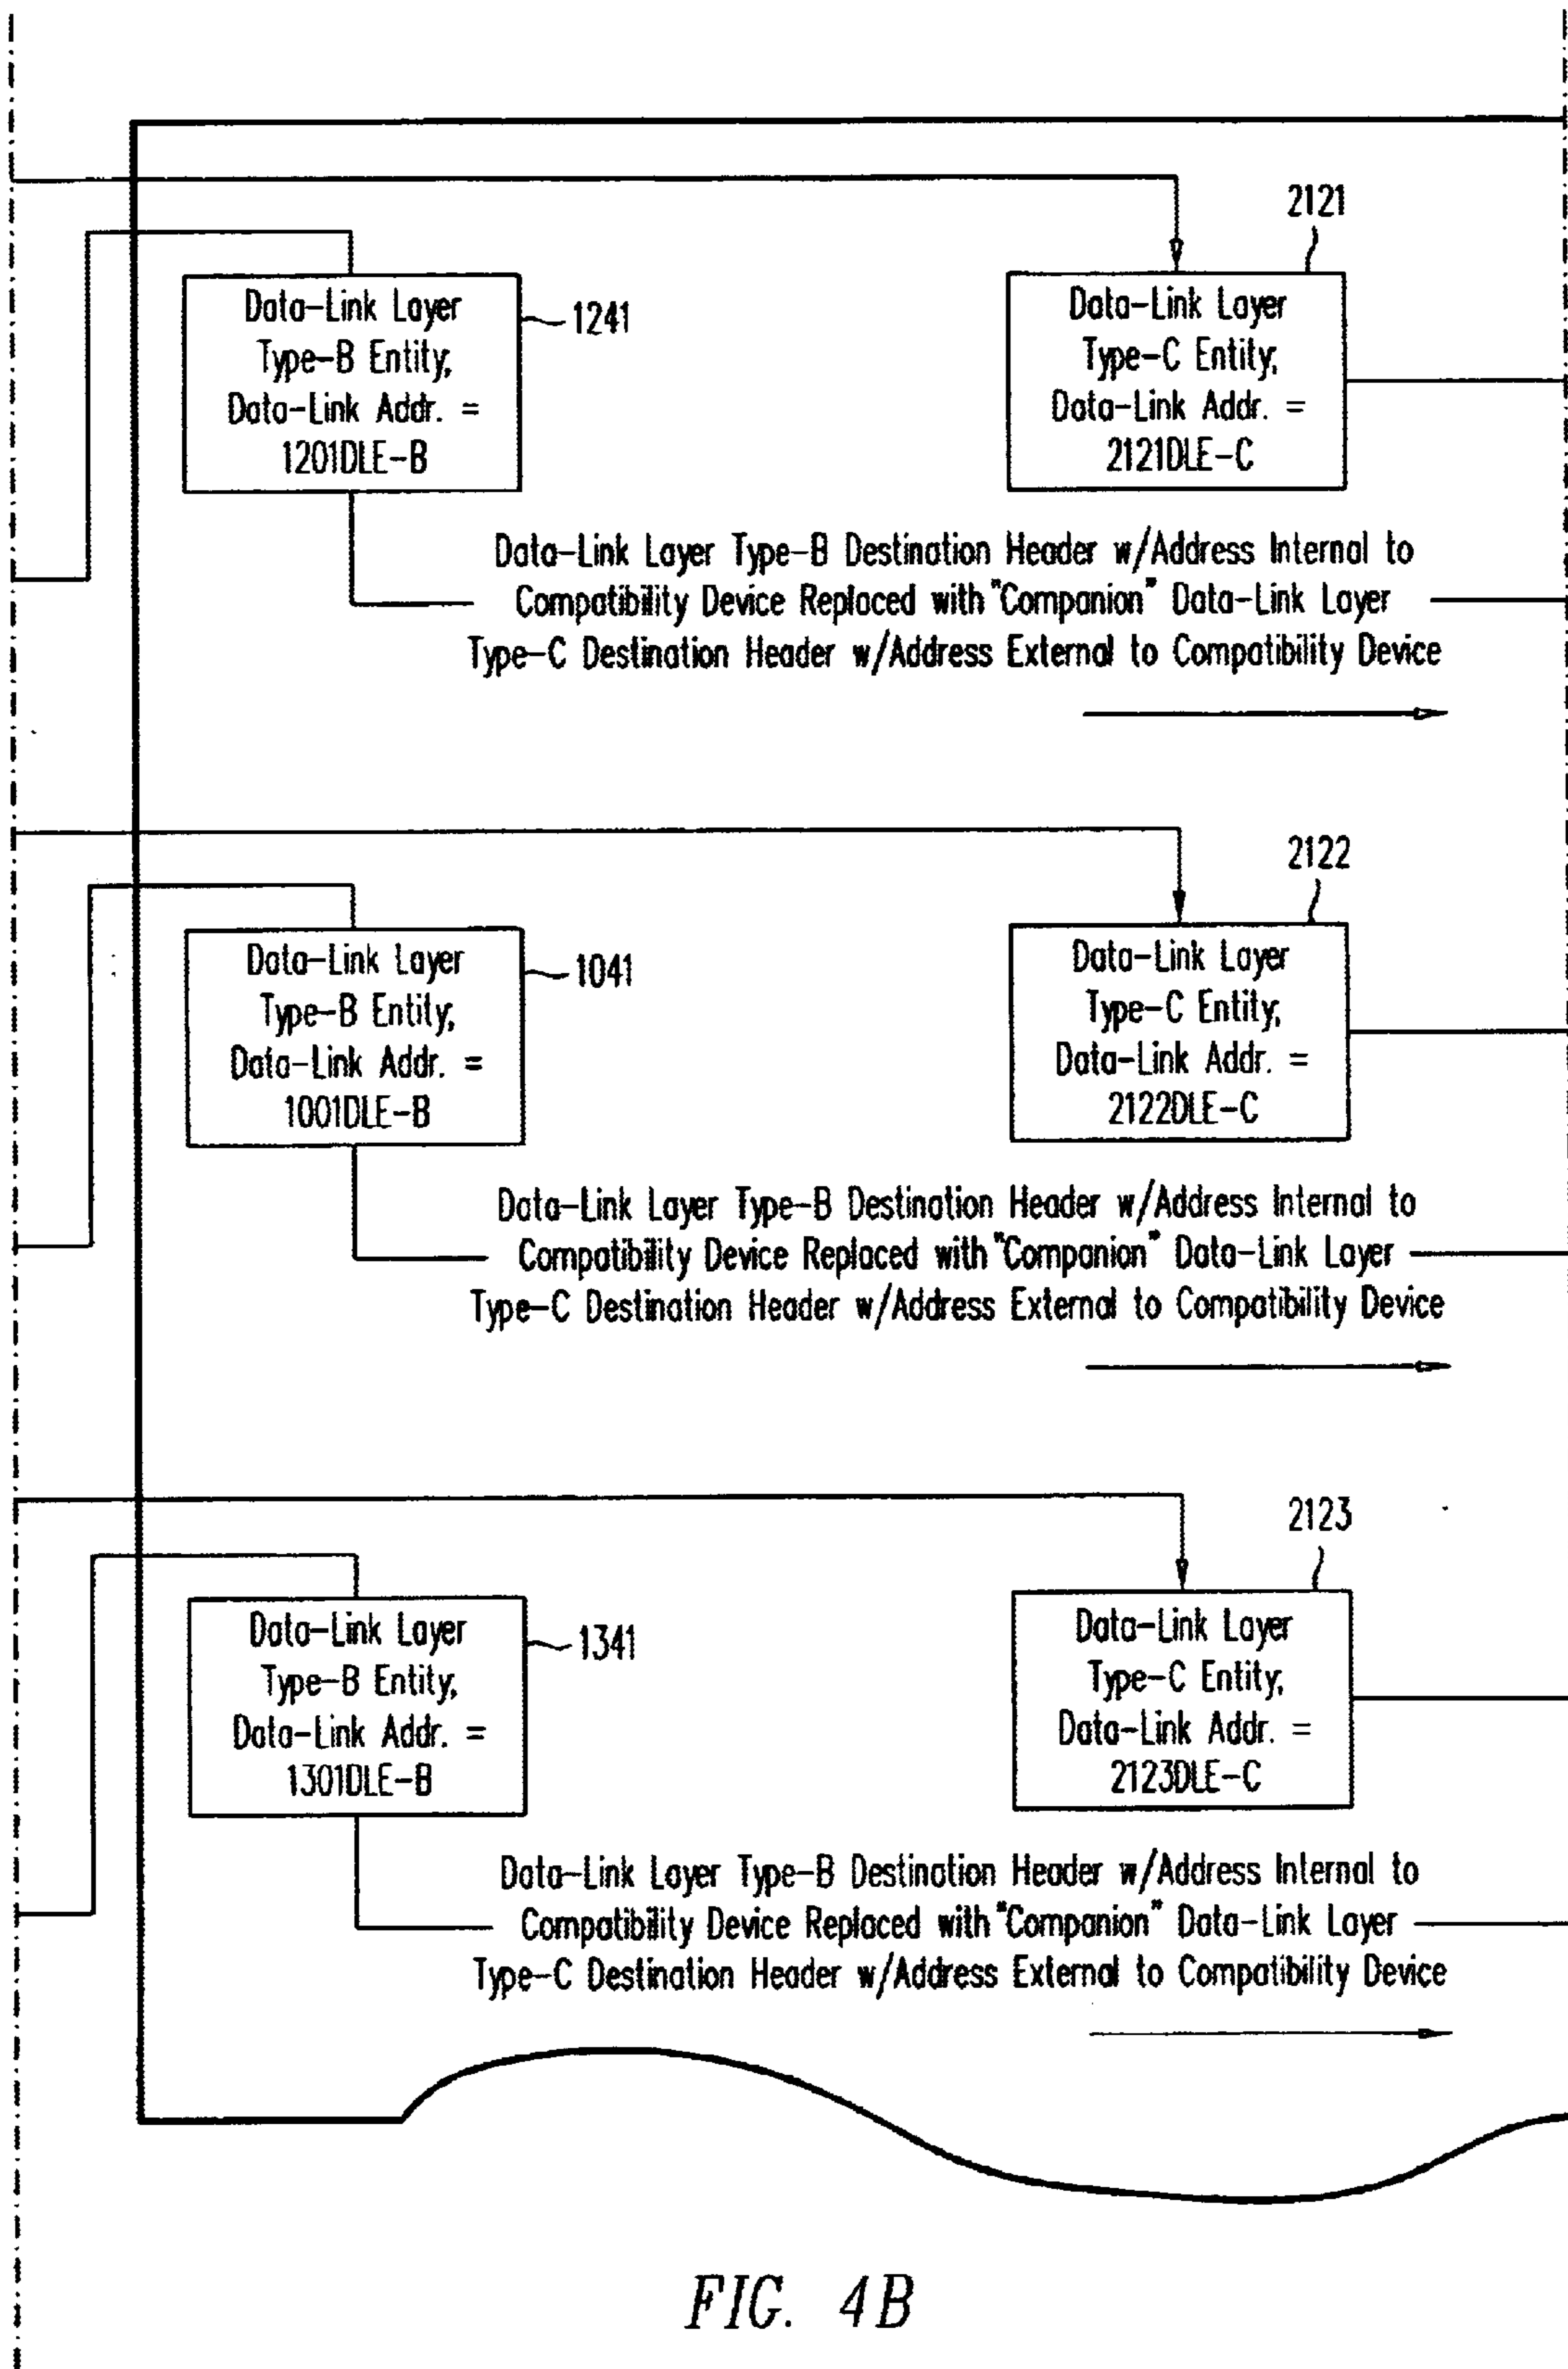 2121
Data-Link Layer
Type-B Entity,
Data-Link Addr. =
1201DLE-B
1241
Data-Link Layer
Type-C Entity,
Data-Link Addr. =
2121DLE-C
Data-Link Layer Type-B Destination Header w/Address Internal to
Compatibility Device Replaced with "Companion" Data-Link Layer
Type-C Destination Header w/Address External to Compatibility Device
2122
Data-Link Layer
Type-B Entity,
Data-Link Addr. =
1001DLE-B
1041
Data-Link Layer
Type-C Entity,
Data-Link Addr. =
2122DLE-C
Data-Link Layer Type-B Destination Header w/Address Internal to
Compatibility Device Replaced with "Companion" Data-Link Layer
Type-C Destination Header w/Address External to Compatibility Device
2123
Data-Link Layer
Type-B Entity,
Data-Link Addr. =
1301DLE-B
1341
Data-Link Layer
Type-C Entity,
Data-Link Addr. =
2123DLE-C
Data-Link Layer Type-B Destination Header w/Address Internal to
Compatibility Device Replaced with "Companion" Data-Link Layer
Type-C Destination Header w/Address External to Compatibility Device
FIG. 4B